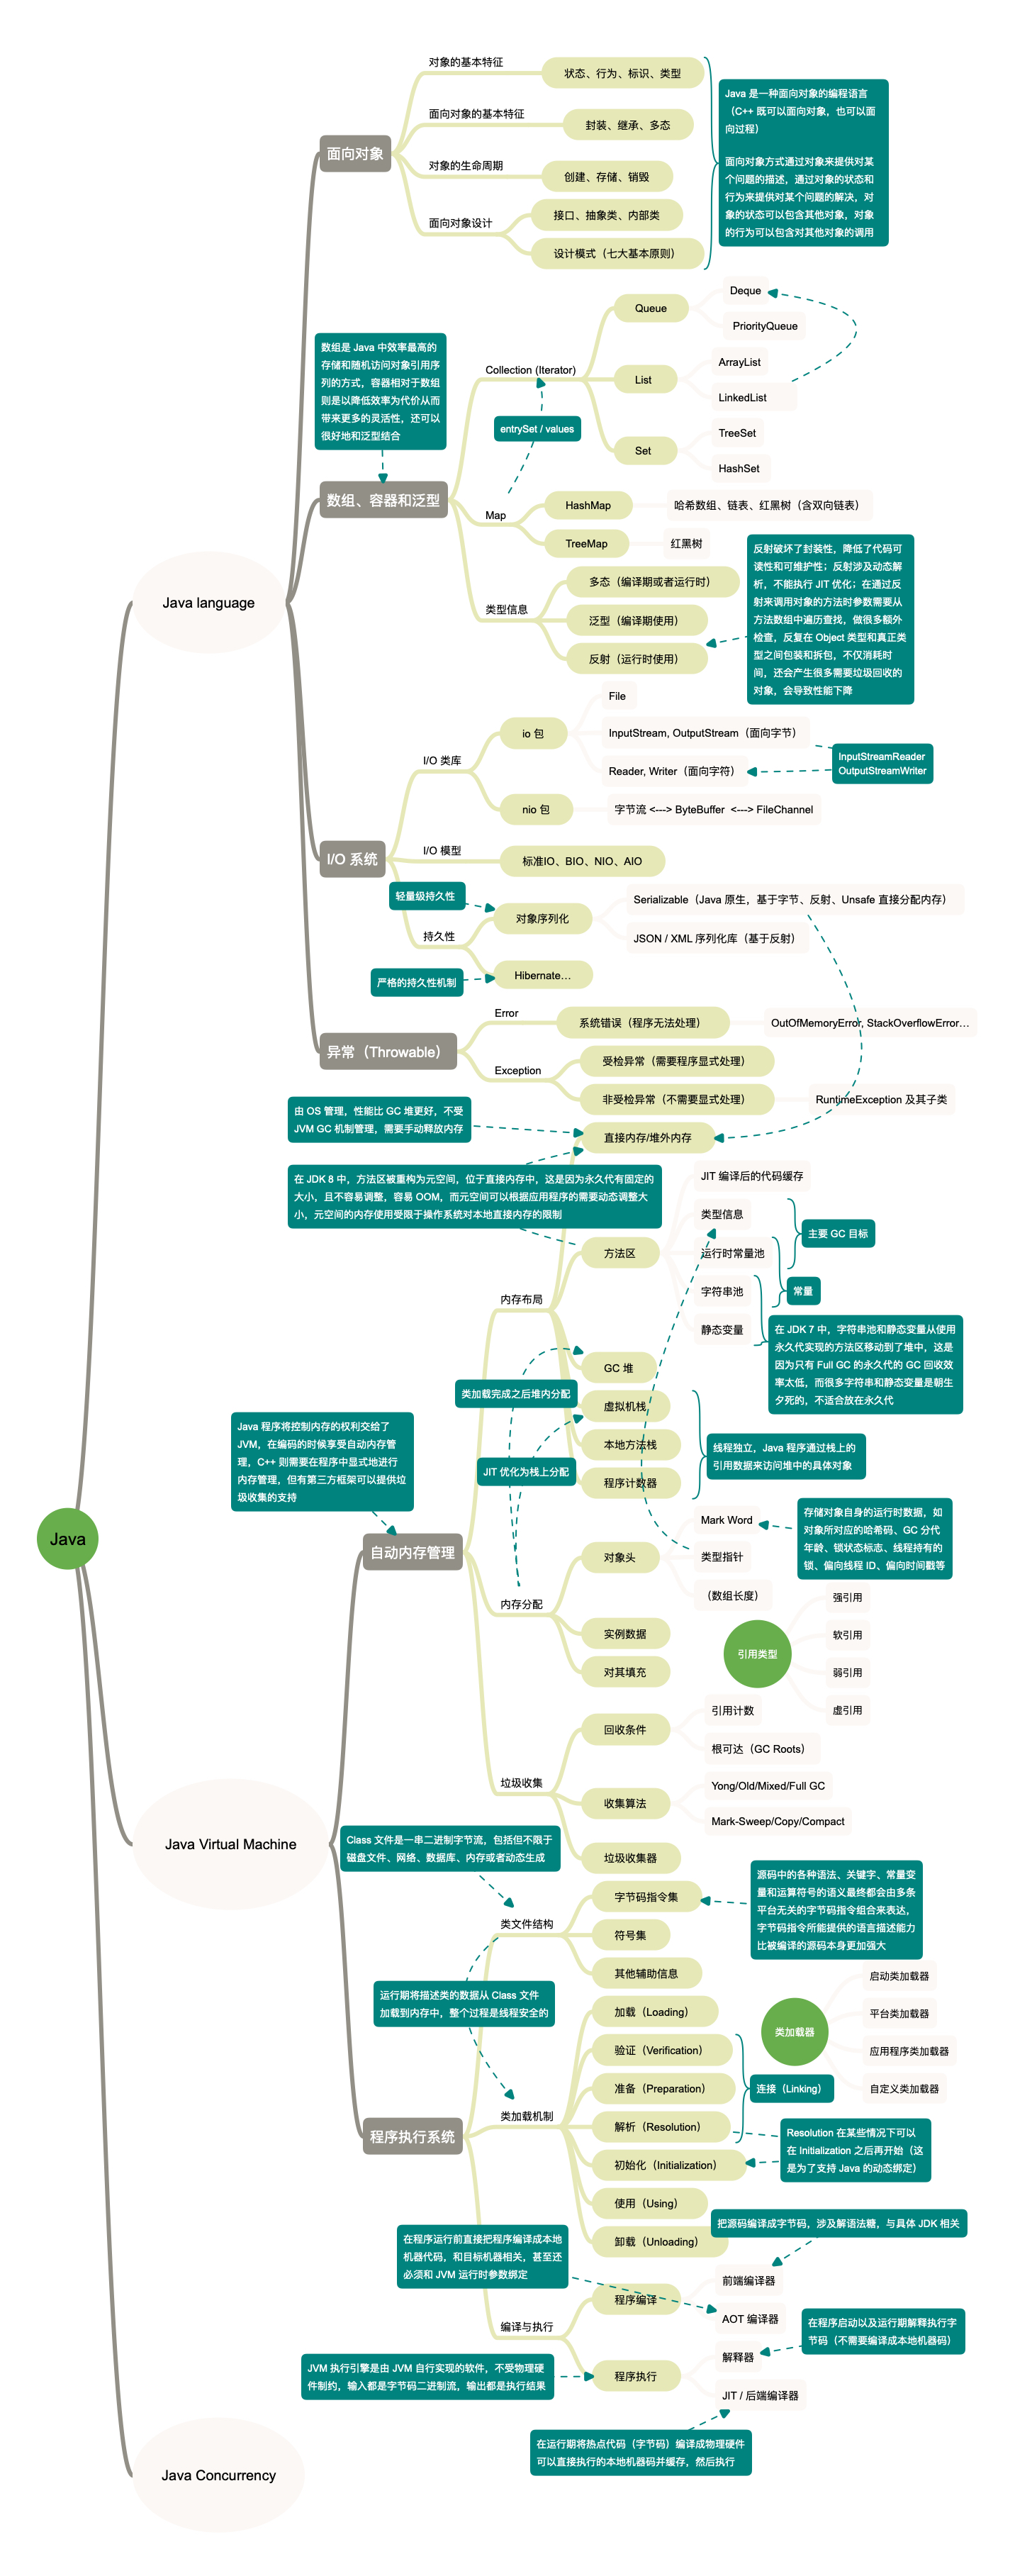 Java
Java language
面向对象
对象的基本特征
状态、行为、标识、类型
面向对象的基本特征
封装、继承、多态
对象的生命周期
创建、存储、销毁
面向对象设计
接口、抽象类、内部类
设计模式（七大基本原则）
Java 是一种面向对象的编程语言
（C++ 既可以面向对象，也可以面
向过程）
面向对象方式通过对象来提供对某
个问题的描述，通过对象的状态和
行为来提供对某个问题的解决，对
象的状态可以包含其他对象，对象
的行为可以包含对其他对象的调用
数组是 Java 中效率最高的
存储和随机访问对象引用序
列的方式，容器相对于数组
则是以降低效率为代价从而
带来更多的灵活性，还可以
很好地和泛型结合
数组、容器和泛型
Collection (Iterator)
Queue
Deque
PriorityQueue
List
ArrayList
LinkedList
Set
TreeSet
HashSet
entrySet / values
Map
HashMap
哈希数组、链表、红黑树（含双向链表）
TreeMap
红黑树
类型信息
多态（编译期或者运行时）
泛型（编译期使用）
反射（运行时使用）
反射破坏了封装性，降低了代码可
读性和可维护性；反射涉及动态解
析，不能执行 JIT 优化；在通过反
射来调用对象的方法时参数需要从
方法数组中遍历查找，做很多额外
检查，反复在 Object 类型和真正类
型之间包装和拆包，不仅消耗时
间，还会产生很多需要垃圾回收的
对象，会导致性能下降
I/O 系统
I/O 类库
io 包
File
InputStream, OutputStream（面向字节）
Reader, Writer（面向字符）
InputStreamReader
OutputStreamWriter
nio 包
字节流 <---> ByteBuffer <---> FileChannel
I/O 模型
标准IO、BIO、NIO、AIO
持久性
轻量级持久性
对象序列化
Serializable（Java 原生，基于字节、反射、Unsafe 直接分配内存）
JSON / XML 序列化库（基于反射）
严格的持久性机制
Hibernate...
异常（Throwable）
Error
系统错误（程序无法处理）
OutOfMemoryError, StackOverflowError...
Exception
受检异常（需要程序显式处理）
非受检异常（不需要显式处理）
RuntimeException 及其子类
Java Virtual Machine
自动内存管理
Java 程序将控制内存的权利交给了
JVM，在编码的时候享受自动内存管
理，C++ 则需要在程序中显式地进行
内存管理，但有第三方框架可以提供垃
圾收集的支持
内存布局
由 OS 管理，性能比 GC 堆更好，不受
JVM GC 机制管理，需要手动释放内存
直接内存/堆外内存
在 JDK 8 中，方法区被重构为元空间，位于直接内存中，这是因为永久代有固定的
大小，且不容易调整，容易 OOM，而元空间可以根据应用程序的需要动态调整大
小，元空间的内存使用受限于操作系统对本地直接内存的限制
方法区
JIT 编译后的代码缓存
类型信息
运行时常量池
字符串池
静态变量
主要 GC 目标
常量
在 JDK 7 中，字符串池和静态变量从使用
永久代实现的方法区移动到了堆中，这是
因为只有 Full GC 的永久代的 GC 回收效
率太低，而很多字符串和静态变量是朝生
夕死的，不适合放在永久代
GC 堆
类加载完成之后堆内分配
虚拟机栈
本地方法栈
程序计数器
JIT 优化为栈上分配
线程独立，Java 程序通过栈上的
引用数据来访问堆中的具体对象
内存分配
对象头
Mark Word
类型指针
（数组长度）
存储对象自身的运行时数据，如
对象所对应的哈希码、GC 分代
年龄、锁状态标志、线程持有的
锁、偏向线程 ID、偏向时间戳等
实例数据
对其填充
引用类型
强引用
软引用
弱引用
虚引用
垃圾收集
回收条件
引用计数
根可达（GC Roots）
收集算法
Yong/Old/Mixed/Full GC
Mark-Sweep/Copy/Compact
垃圾收集器
程序执行系统
Class 文件是一串二进制字节流，包括但不限于
磁盘文件、网络、数据库、内存或者动态生成
类文件结构
字节码指令集
符号集
其他辅助信息
源码中的各种语法、关键字、常量变
量和运算符号的语义最终都会由多条
平台无关的字节码指令组合来表达，
字节码指令所能提供的语言描述能力
比被编译的源码本身更加强大
运行期将描述类的数据从 Class 文件
加载到内存中，整个过程是线程安全的
类加载机制
加载（Loading）
验证（Verification）
准备（Preparation）
解析（Resolution）
初始化（Initialization）
使用（Using）
卸载（Unloading）
连接（Linking）
Resolution 在某些情况下可以
在 Initialization 之后再开始（这
是为了支持 Java 的动态绑定）
类加载器
启动类加载器
平台类加载器
应用程序类加载器
自定义类加载器
编译与执行
程序编译
把源码编译成字节码，涉及解语法糖，与具体 JDK 相关
前端编译器
在程序运行前直接把程序编译成本地
机器代码，和目标机器相关，甚至还
必须和 JVM 运行时参数绑定
AOT 编译器
程序执行
JVM 执行引擎是由 JVM 自行实现的软件，不受物理硬
件制约，输入都是字节码二进制流，输出都是执行结果
解释器
在程序启动以及运行期解释执行字
节码（不需要编译成本地机器码）
JIT / 后端编译器
在运行期将热点代码（字节码）编译成物理硬件
可以直接执行的本地机器码并缓存，然后执行
Java Concurrency